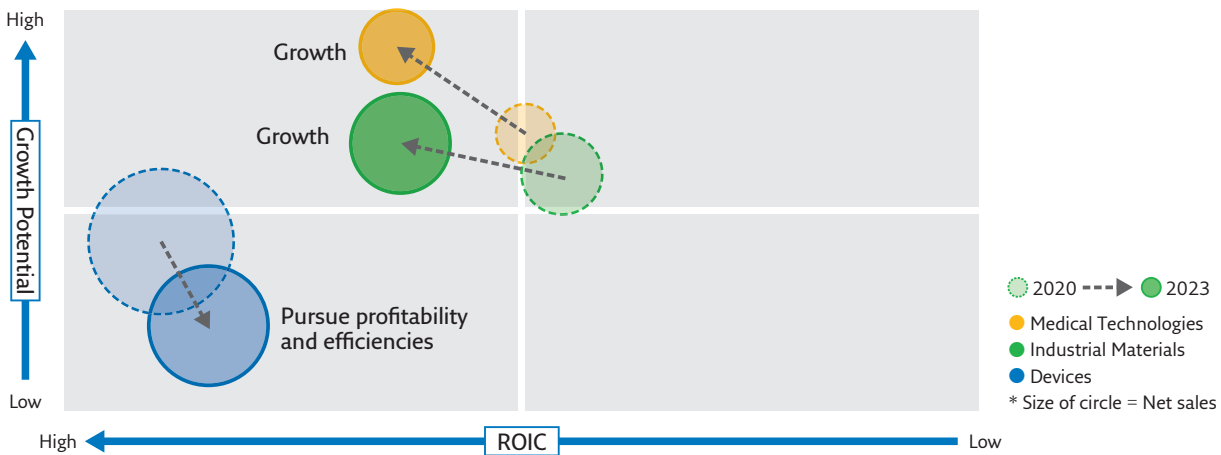 High
Growth Potential
Low
Growth
Growth
Pursue profitability
and efficiencies
High
ROIC
Low
2020
2023
Medical Technologies
Industrial Materials
Devices
* Size of circle = Net sales